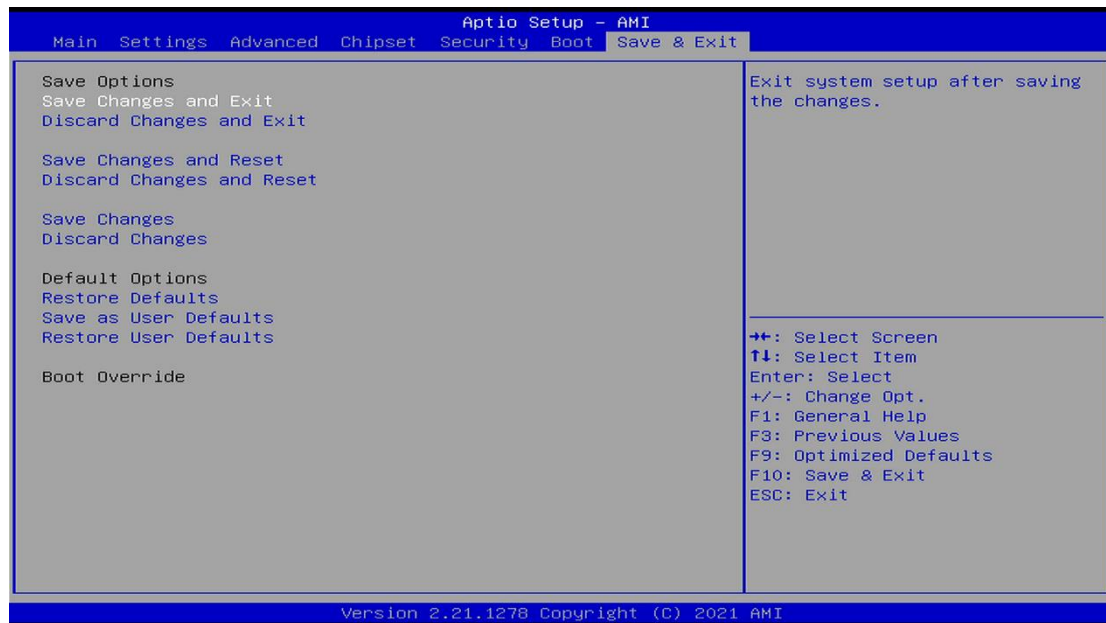 Aptio Setup - AMI
Main Settings Advanced Chipset Security Boot Save & Exit
Save Options
Save Changes and Exit
Discard Changes and Exit
Save Changes and Reset
Discard Changes and Reset
Save Changes
Discard Changes
Default Options
Restore Defaults
Save as User Defaults
Restore User Defaults
Boot Override
Exit system setup after saving
the changes.
→←: Select Screen
↑↓: Select Item
Enter: Select
+/-: Change Opt.
F1: General Help
F3: Previous Values
F9: Optimized Defaults
F10: Save & Exit
ESC: Exit
Version 2.21.1278 Copyright (C) 2021 AMI